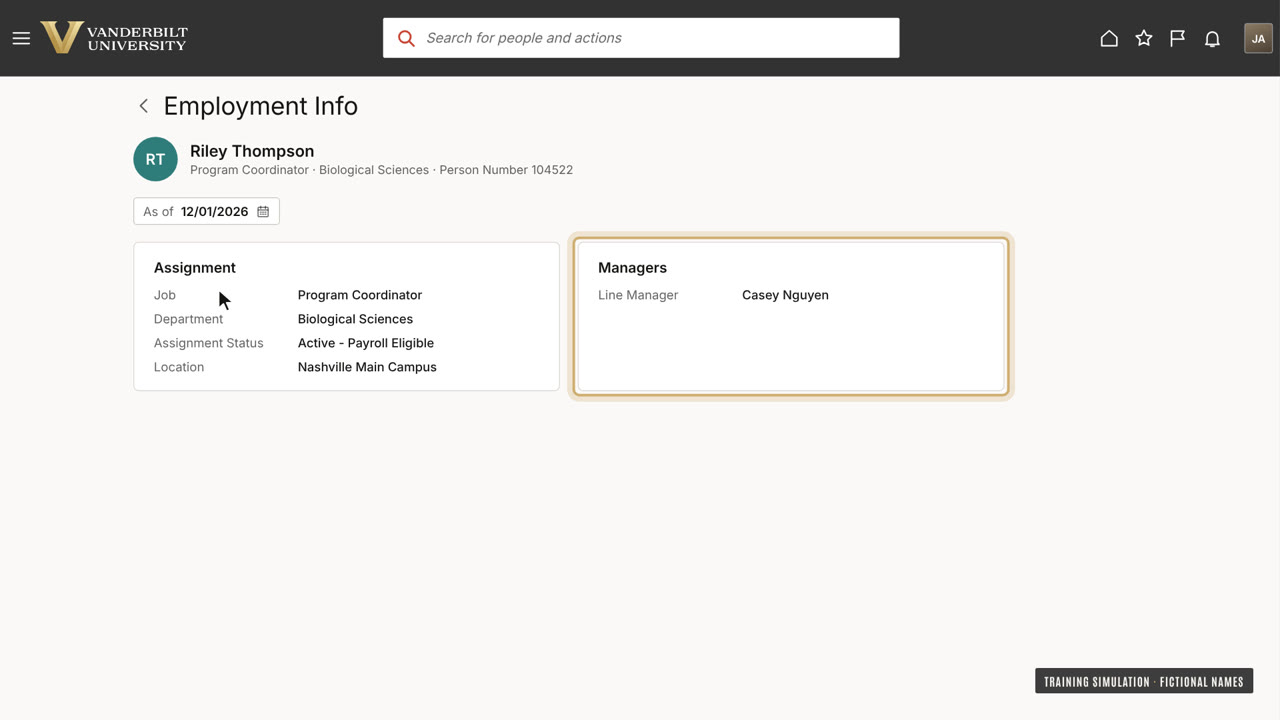 VANDERBILT
UNIVERSITY
Search for people and actions
JA
Employment Info
RT
Riley Thompson
Program Coordinator · Biological Sciences · Person Number 104522
As of 12/01/2026
Assignment
Job Program Coordinator
Department Biological Sciences
Assignment Status Active - Payroll Eligible
Location Nashville Main Campus
Managers
Line Manager Casey Nguyen
TRAINING SIMULATION · FICTIONAL NAMES